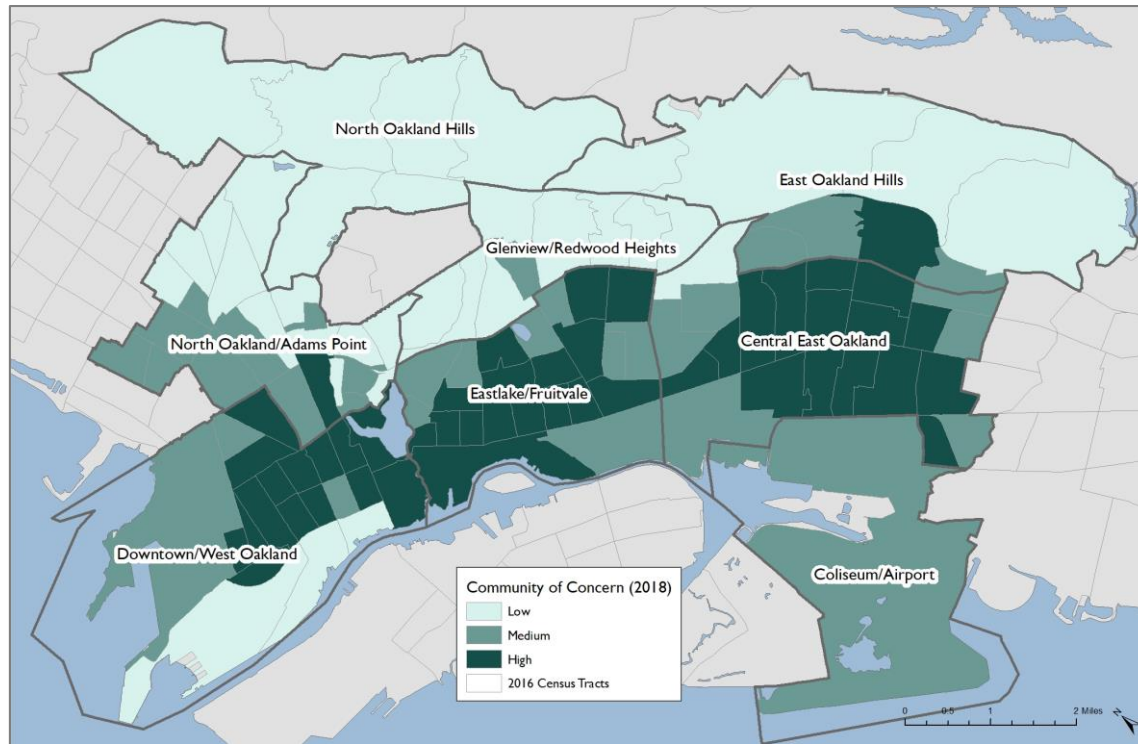 North Oakland Hills
East Oakland Hills
Glenview/Redwood Heights
North Oakland/Adams Point
Central East Oakland
Eastlake/Fruitvale
Downtown/West Oakland
Coliseum/Airport
Community of Concern (2018)
Low
Medium
High
2016 Census Tracts
0 0.5 1 2 Miles
N